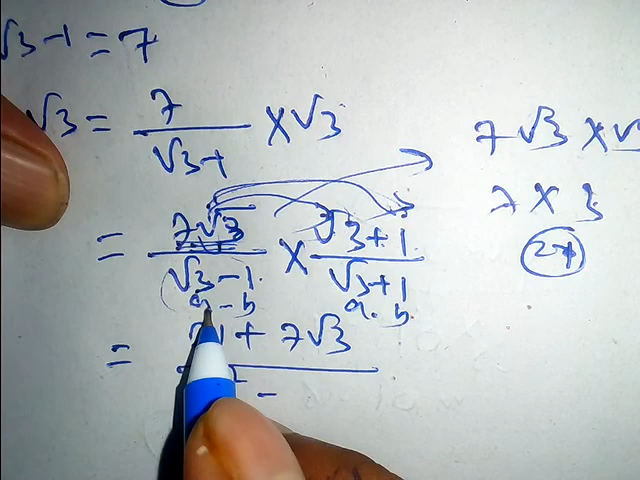 √3-1=7
√3 = 7/(√3-1) × √3
7√3 × √
= 7√3/(√3-1) × (√3+1)/(√3+1)
7 × 3
21
a - b a. b
= 21 + 7√3
-